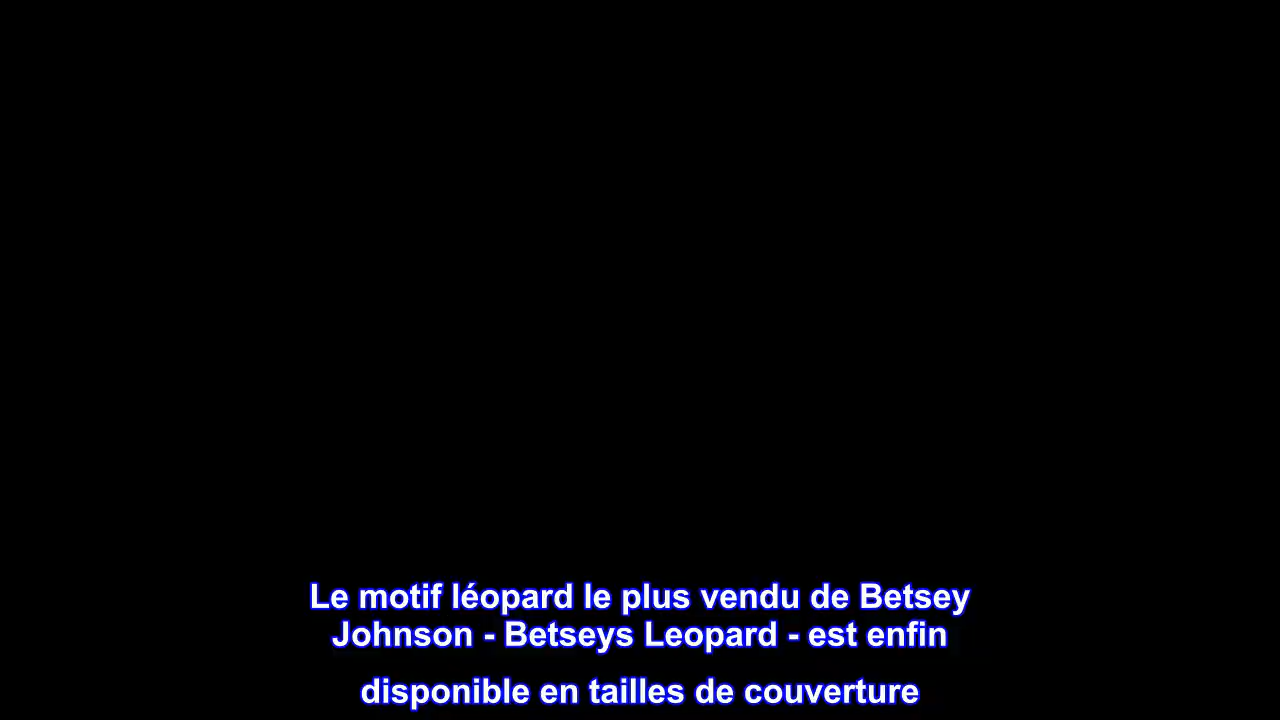 Le motif léopard le plus vendu de Betsey
Johnson - Betseys Leopard - est enfin
disponible en tailles de couverture